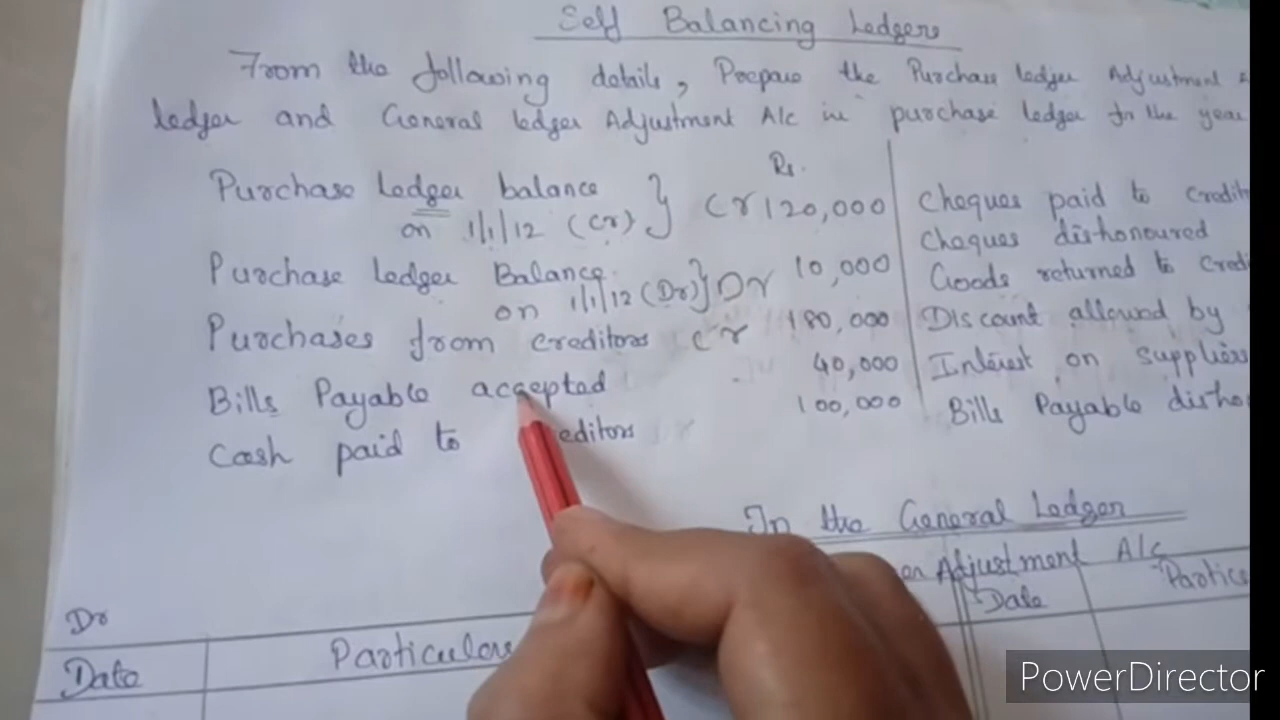 Self Balancing Ledgers
From the following details, Prepare the Purchase ledger Adjustment
ledger and General ledger Adjustment A/c in purchase ledger for the year
Rs.
Purchase Ledger balance
on 1/1/12 (Cr) } Cr 120,000
Purchase Ledger Balance
on 1/1/12 (Dr) } Dr 10,000
Purchases from creditors Cr 180,000
Bills Payable accepted 40,000
Cash paid to editors 100,000
Cheques paid to Credit
Cheques dishonoured
Goods returned to Cred
Discount allowed by
Interest on suppliers
Bills Payable disho
In the General Ledger
Adjustment A/c
Dr
Date Particulars Date Partic
PowerDirector